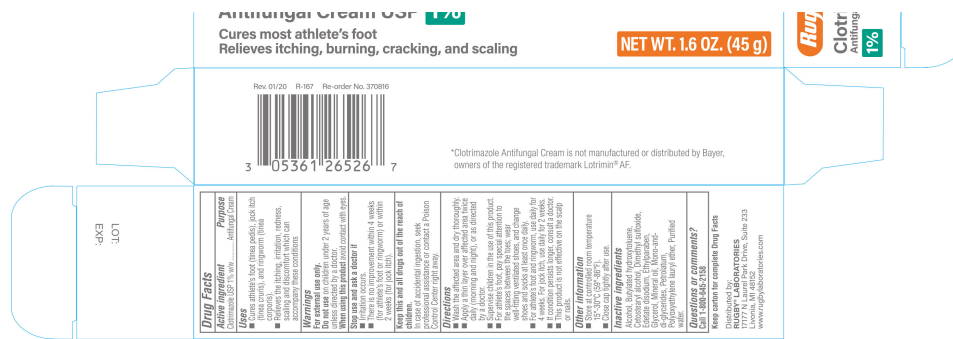 Antifungal Cream USP 1%
Cures most athlete's foot
Relieves itching, burning, cracking, and scaling
NET WT. 1.6 OZ. (45 g)
Rug
Clotr
Antifunga
1%
Rev. 01/20 R-167 Re-order No. 370816
3 05361 26526 7
*Clotrimazole Antifungal Cream is not manufactured or distributed by Bayer,
owners of the registered trademark Lotrimin® AF.
LOT.
EXP.
Drug Facts
Active ingredient Purpose
Clotrimazole USP 1% w/w Antifungal Cream
Uses
■ Cures athlete's foot (tinea pedis), jock itch
(tinea cruris), and ringworm (tinea
corporis).
■ Relieves the itching, irritation, redness,
scaling and discomfort which can
accompany these conditions
Warnings
For external use only.
Do not use on children under 2 years of age
unless directed by a doctor.
When using this product avoid contact with eyes.
Stop use and ask a doctor if
■ Irritation occurs.
■ There is no improvement within 4 weeks
(for athlete's foot or ringworm) or within
2 weeks (for jock itch).
Keep this and all drugs out of the reach of
children.
In case of accidental ingestion, seek
professional assistance or contact a Poison
Control Center right away.
Directions
■ Wash the affected area and dry thoroughly.
■ Apply a thin layer over affected area twice
daily (morning and night), or as directed
by a doctor.
■ Supervise children in the use of this product.
■ For athlete's foot, pay special attention to
the spaces between the toes; wear
well-fitting ventilated shoes, and change
shoes and socks at least once daily.
■ For athlete's foot and ringworm, use daily for
4 weeks. For jock itch, use daily for 2 weeks.
■ If condition persists longer, consult a doctor.
■ This product is not effective on the scalp
or nails.
Other information
■ Store at controlled room temperature
15°-30°C (59°-86°F).
■ Close cap tightly after use.
Inactive ingredients
Alcohol, Butylated hydroxytoluene,
Cetostearyl alcohol, Dimethyl sulfoxide,
Edetate disodium, Ethylparaben,
Glycerol, Mineral oil, Mono-and-
di-glycerides, Petrolatum,
Polyoxyethylene lauryl ether, Purified
water.
Questions or comments?
Call 1-800-645-2158
Keep carton for complete Drug Facts
Distributed by:
RUGBY® LABORATORIES
17177 N Laurel Park Drive, Suite 233
Livonia, MI 48152
www.rugbylaboratories.com